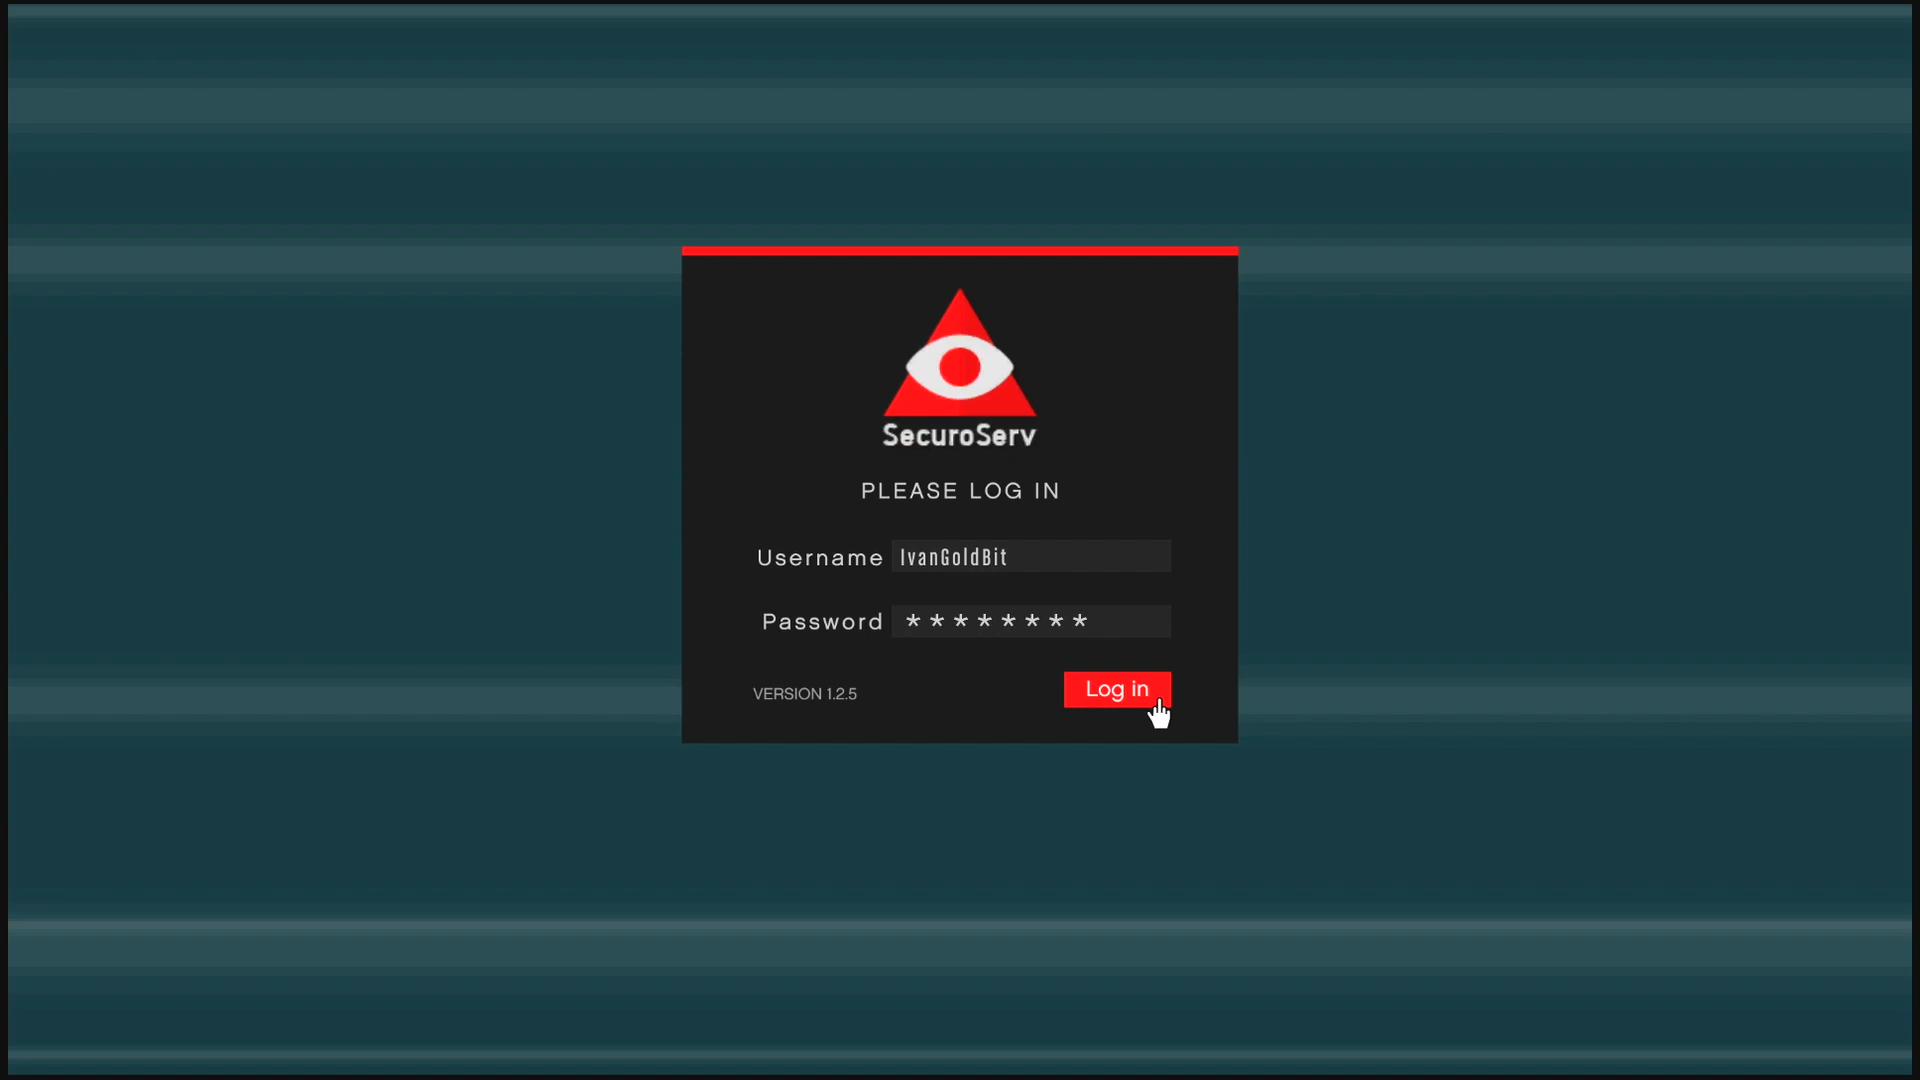 SecuroServ
PLEASE LOG IN
Username IvanGoldBit
Password ********
VERSION 1.2.5 Log in